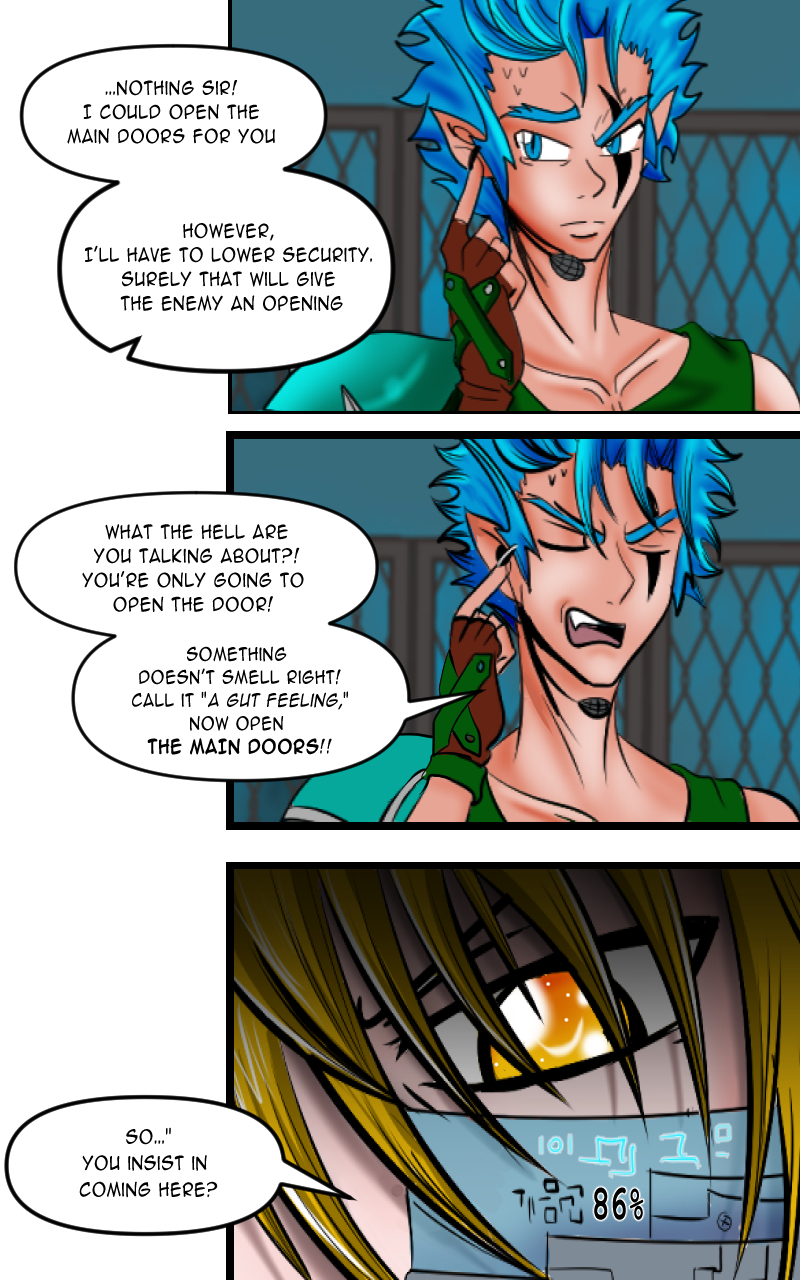 ...NOTHING SIR!
I COULD OPEN THE
MAIN DOORS FOR YOU
HOWEVER,
I'LL HAVE TO LOWER SECURITY.
SURELY THAT WILL GIVE
THE ENEMY AN OPENING
WHAT THE HELL ARE
YOU TALKING ABOUT?!
YOU'RE ONLY GOING TO
OPEN THE DOOR!
SOMETHING
DOESN'T SMELL RIGHT!
CALL IT "A GUT FEELING,"
NOW OPEN
THE MAIN DOORS!!
SO..."
YOU INSIST IN
COMING HERE?
86%